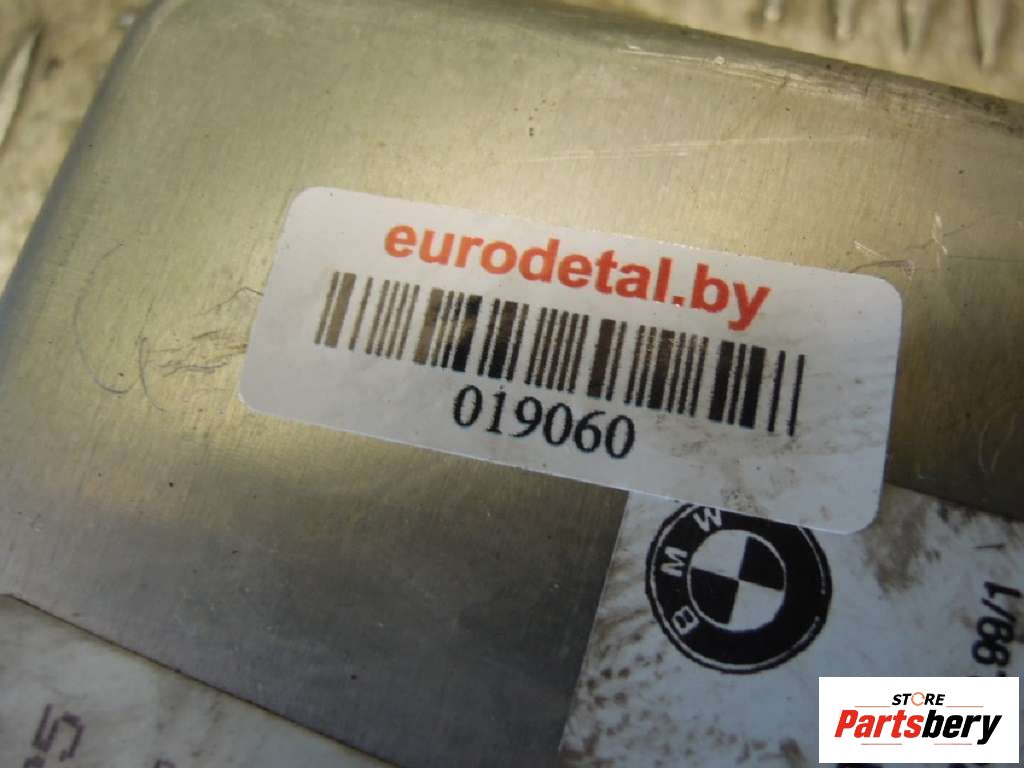 eurodetal.by
019060
BMW
STORE
Partsbery